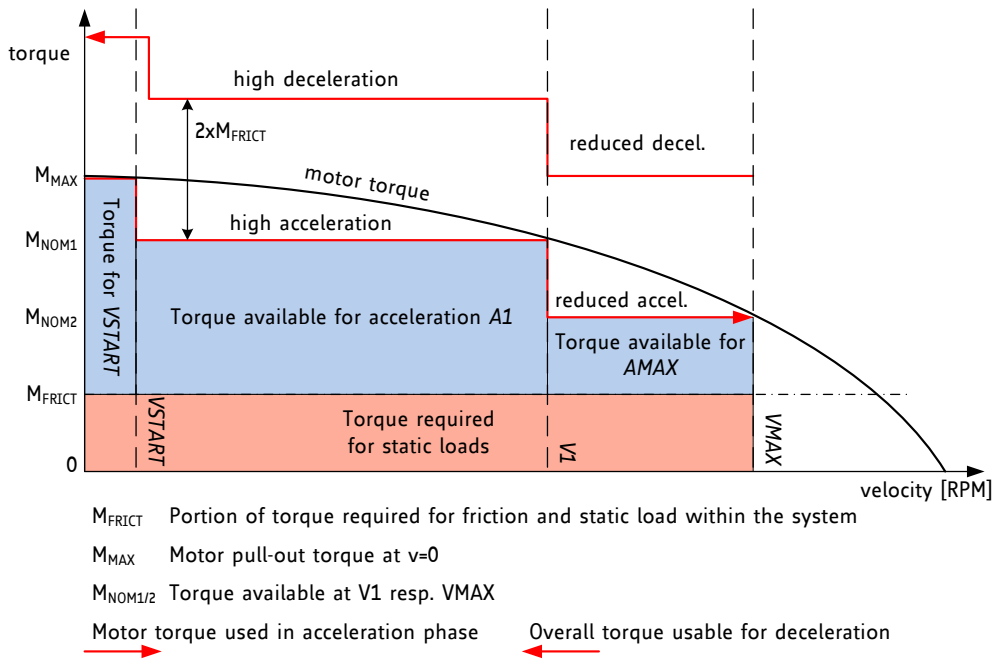 torque
high deceleration
2xMFRICT
reduced decel.
MMAX
motor torque
Torque for VSTART
MNOM1
high acceleration
reduced accel.
MNOM2
Torque available for acceleration A1
Torque available for
AMAX
MFRICT
VSTART
Torque required
for static loads
V1
VMAX
0
velocity [RPM]
MFRICT Portion of torque required for friction and static load within the system
MMAX Motor pull-out torque at v=0
MNOM1/2 Torque available at V1 resp. VMAX
Motor torque used in acceleration phase
Overall torque usable for deceleration